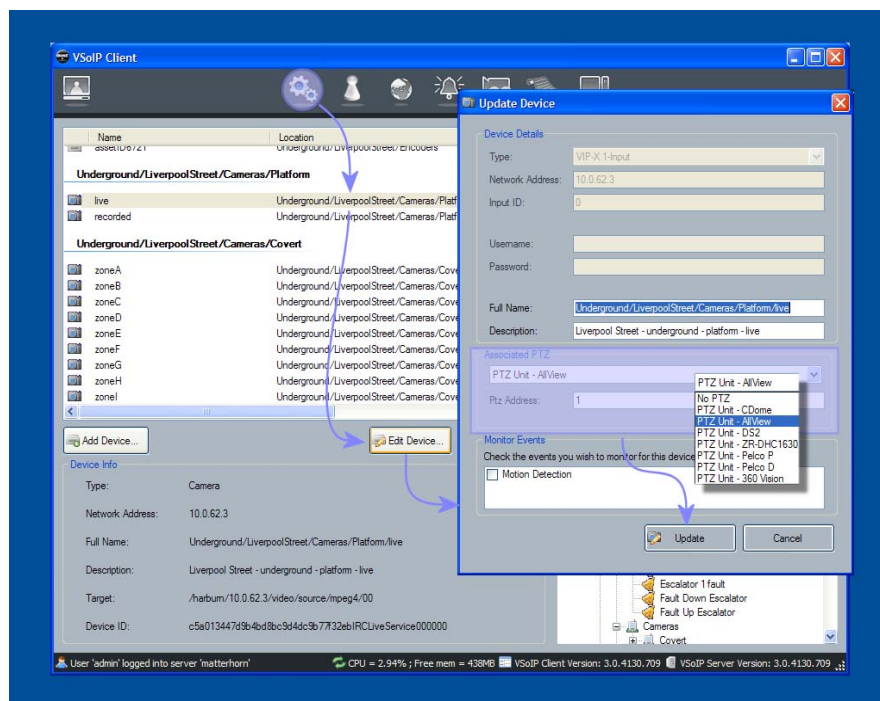 VSoIP Client
Name Location
assetID6721 Underground/LiverpoolStreet/Encoders
Underground/LiverpoolStreet/Cameras/Platform
live Underground/LiverpoolStreet/Cameras/Platf
recorded Underground/LiverpoolStreet/Cameras/Platf
Underground/LiverpoolStreet/Cameras/Covert
zoneA Underground/LiverpoolStreet/Cameras/Cove
zoneB Underground/LiverpoolStreet/Cameras/Cove
zoneC Underground/LiverpoolStreet/Cameras/Cove
zoneD Underground/LiverpoolStreet/Cameras/Cove
zoneE Underground/LiverpoolStreet/Cameras/Cove
zoneF Underground/LiverpoolStreet/Cameras/Cove
zoneG Underground/LiverpoolStreet/Cameras/Cove
zoneH Underground/LiverpoolStreet/Cameras/Cove
zoneI Underground/LiverpoolStreet/Cameras/Cove
Add Device... Edit Device...
Device Info
Type: Camera
Network Address: 10.0.62.3
Full Name: Underground/LiverpoolStreet/Cameras/Platform/live
Description: Liverpool Street - underground - platform - live
Target: /harbum/10.0.62.3/video/source/mpeg4/00
Device ID: c5a013447d9b4bd8bc9d4dc9b77f32ebIRCLiveService000000
Update Device
Device Details
Type: VIP-X 1-Input
Network Address: 10.0.62.3
Input ID: 0
Username:
Password:
Full Name: Underground/LiverpoolStreet/Cameras/Platform/live
Description: Liverpool Street - underground - platform - live
Associated PTZ
PTZ Unit - AllView
Ptz Address: 1
PTZ Unit - AllView
No PTZ
PTZ Unit - CDome
PTZ Unit - AllView
PTZ Unit - DS2
PTZ Unit - ZR-DHC1630
PTZ Unit - Pelco P
PTZ Unit - Pelco D
PTZ Unit - 360 Vision
Monitor Events
Check the events you wish to monitor for this device
Motion Detection
Update Cancel
Escalator 1 fault
Fault Down Escalator
Fault Up Escalator
Cameras
Covert
User 'admin' logged into server 'matterhorn' CPU = 2.94% ; Free mem = 438MB VSoIP Client Version: 3.0.4130.709 VSoIP Server Version: 3.0.4130.709